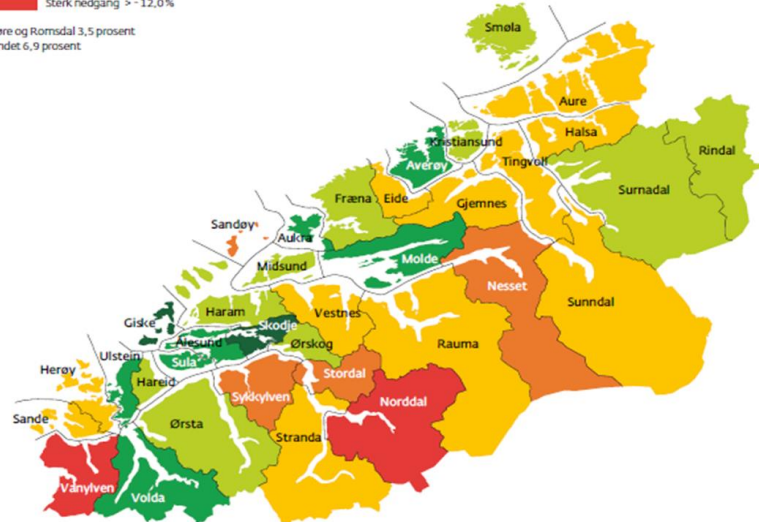 Sterk nedgang > - 12,0 %
øre og Romsdal 3,5 prosent
ndet 6,9 prosent
Smøla
Aure
Kristiansund
Halsa
Averøy
Tingvoll
Rindal
Surnadal
Fræna
Eide
Gjemnes
Sandøy
Aukra
Molde
Midsund
Nesset
Sunndal
Haram
Vestnes
Giske
Skodje
Ålesund
Ørskog
Rauma
Ulstein
Sula
Herøy
Hareid
Stordal
Sykkylven
Norddal
Sande
Ørsta
Stranda
Vanylven
Volda